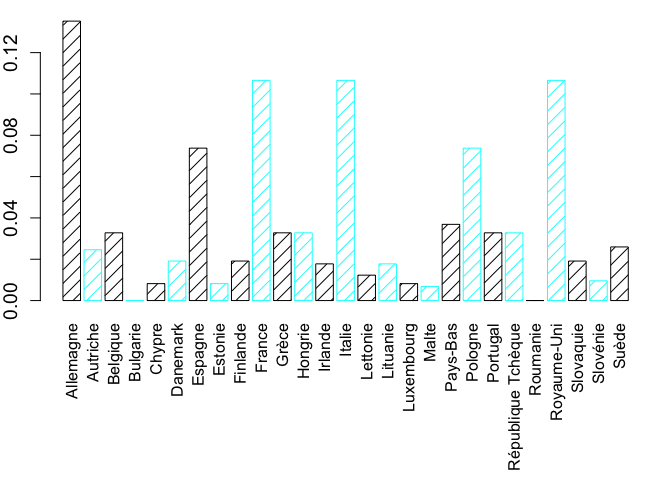 0.12
0.08
0.04
0.00
Allemagne
Autriche
Belgique
Bulgarie
Chypre
Danemark
Espagne
Estonie
Finlande
France
Grèce
Hongrie
Irlande
Italie
Lettonie
Lituanie
Luxembourg
Malte
Pays-Bas
Pologne
Portugal
République Tchèque
Roumanie
Royaume-Uni
Slovaquie
Slovénie
Suède